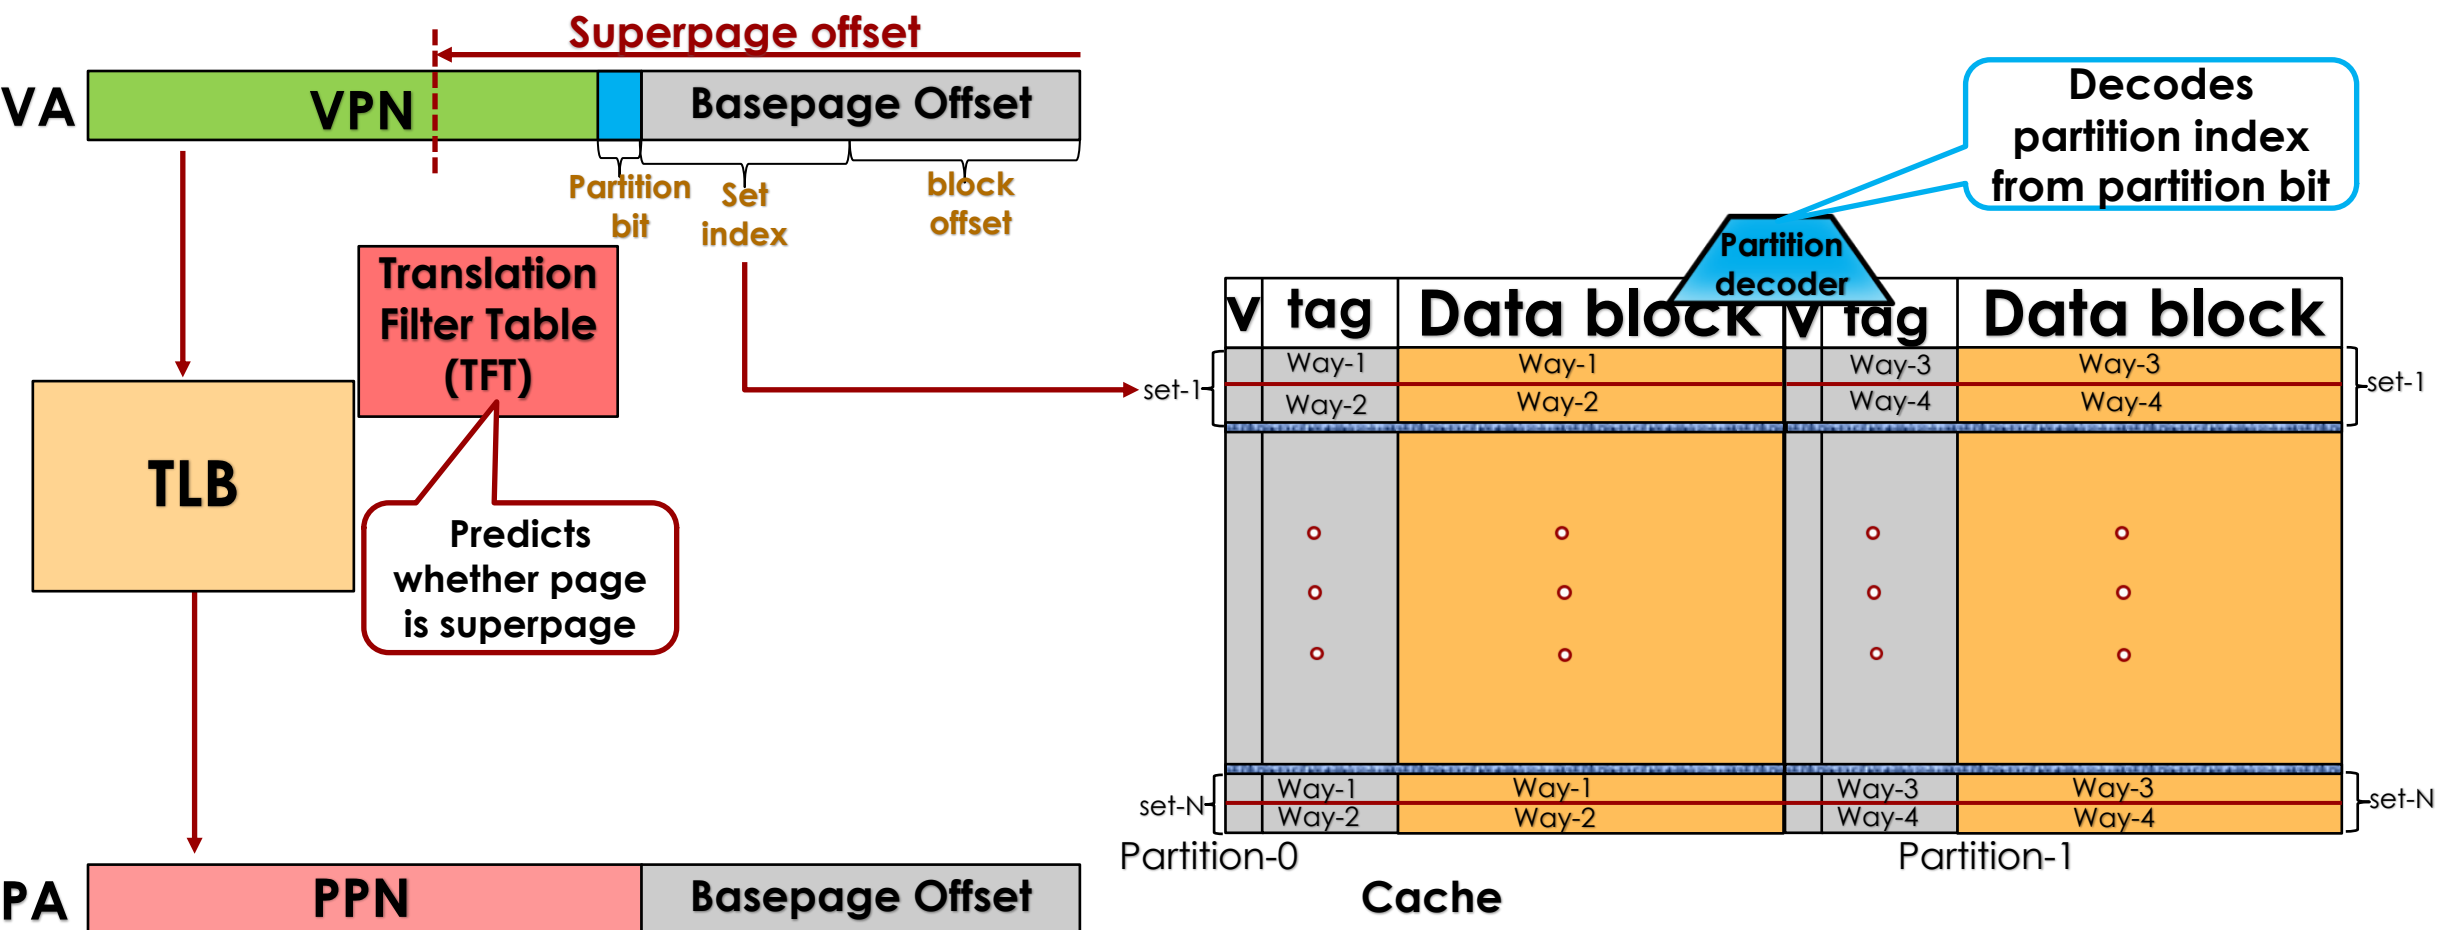 Superpage offset
VA
VPN
Basepage Offset
Partition
bit
Set
index
block
offset
Translation
Filter Table
(TFT)
TLB
Predicts
whether page
is superpage
PA
PPN
Basepage Offset
Decodes
partition index
from partition bit
Partition
decoder
v tag Data block v tag Data block
set-1 Way-1 Way-1 Way-3 Way-3 set-1
Way-2 Way-2 Way-4 Way-4
set-N Way-1 Way-1 Way-3 Way-3 set-N
Way-2 Way-2 Way-4 Way-4
Partition-0 Partition-1
Cache